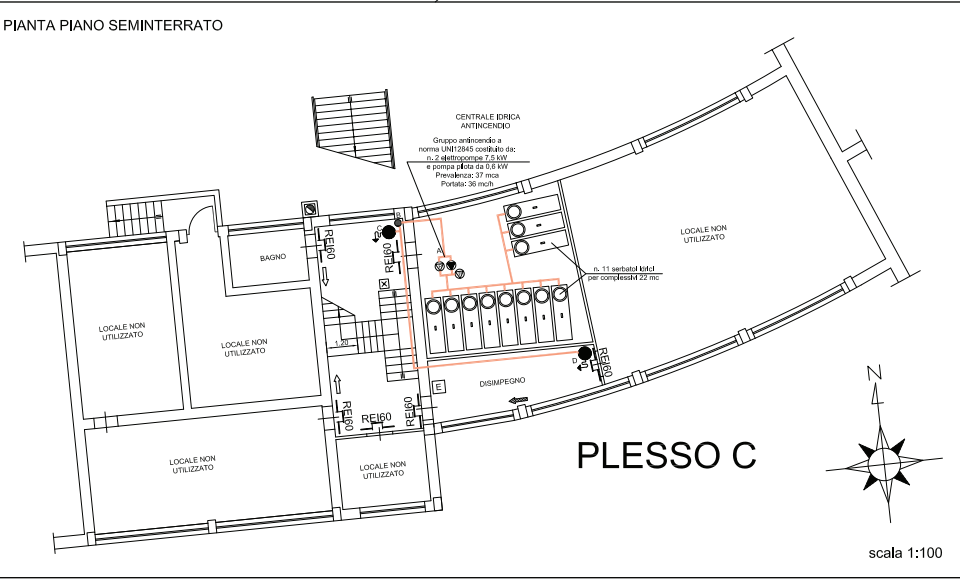 PIANTA PIANO SEMINTERRATO
CENTRALE IDRICA
ANTINCENDIO
Gruppo antincendio a
norma UNI12845 costituito da:
n. 2 elettropompe 7,5 kW
e pompa pilota da 0,6 kW
Prevalenza: 37 mca
Portata: 36 mc/h
LOCALE NON
UTILIZZATO
n. 11 serbatoi idrici
per complessivi 22 mc
BAGNO
REI60
REI60
A
LOCALE NON
UTILIZZATO
LOCALE NON
UTILIZZATO
1,20
E
DISIMPEGNO
D
REI60
REI60
REI60
REI60
LOCALE NON
UTILIZZATO
LOCALE NON
UTILIZZATO
PLESSO C
N
scala 1:100